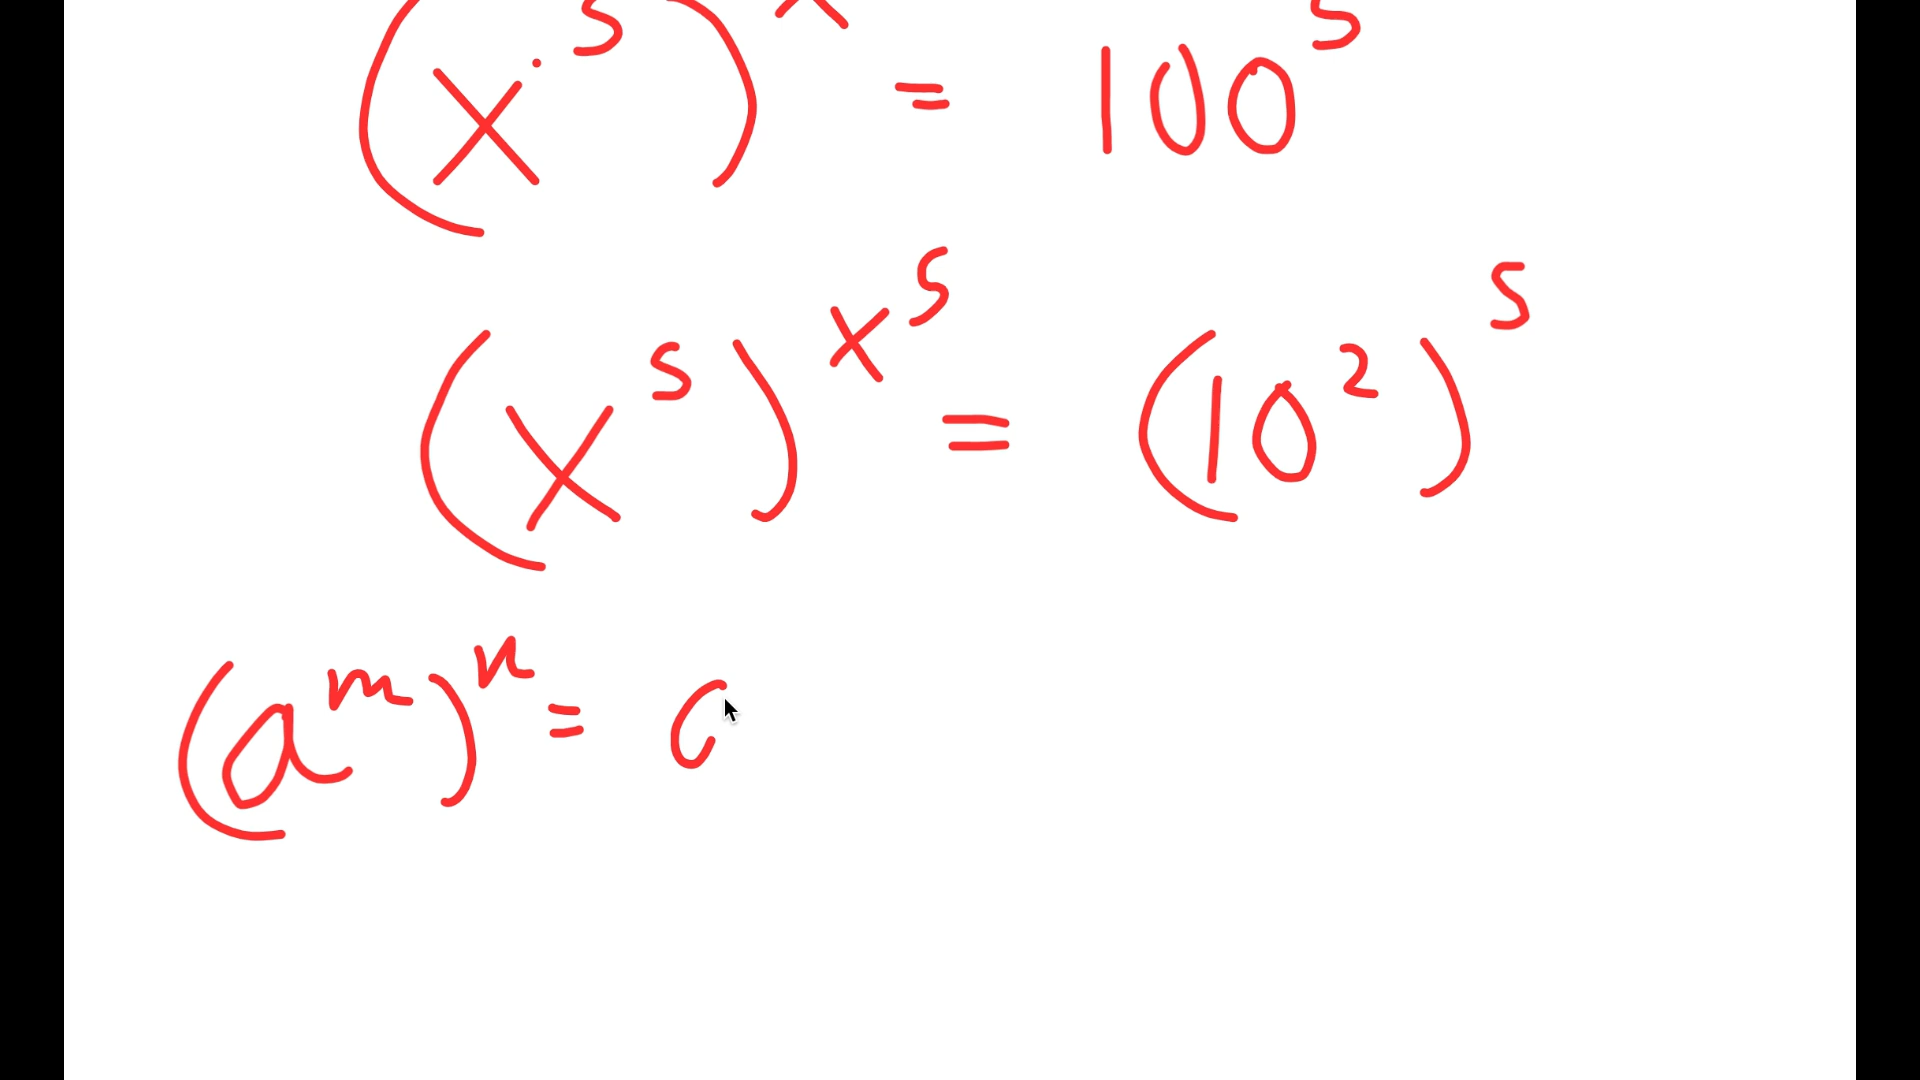 (x^{·5})^x = 100^5
(x^5)^{x^5} = (10^2)^5
(a^m)^n =